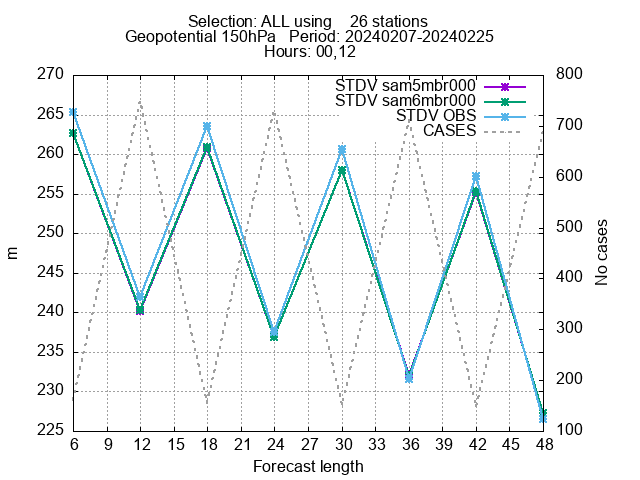 Selection: ALL using    26 stations
Geopotential 150hPa   Period: 20240207-20240225
Hours: 00,12
270
265
260
255
250
245
240
235
230
225
800
700
600
500
400
300
200
100
STDV sam5mbr000
STDV sam6mbr000
STDV OBS
CASES
m
No cases
6 9 12 15 18 21 24 27 30 33 36 39 42 45 48
Forecast length